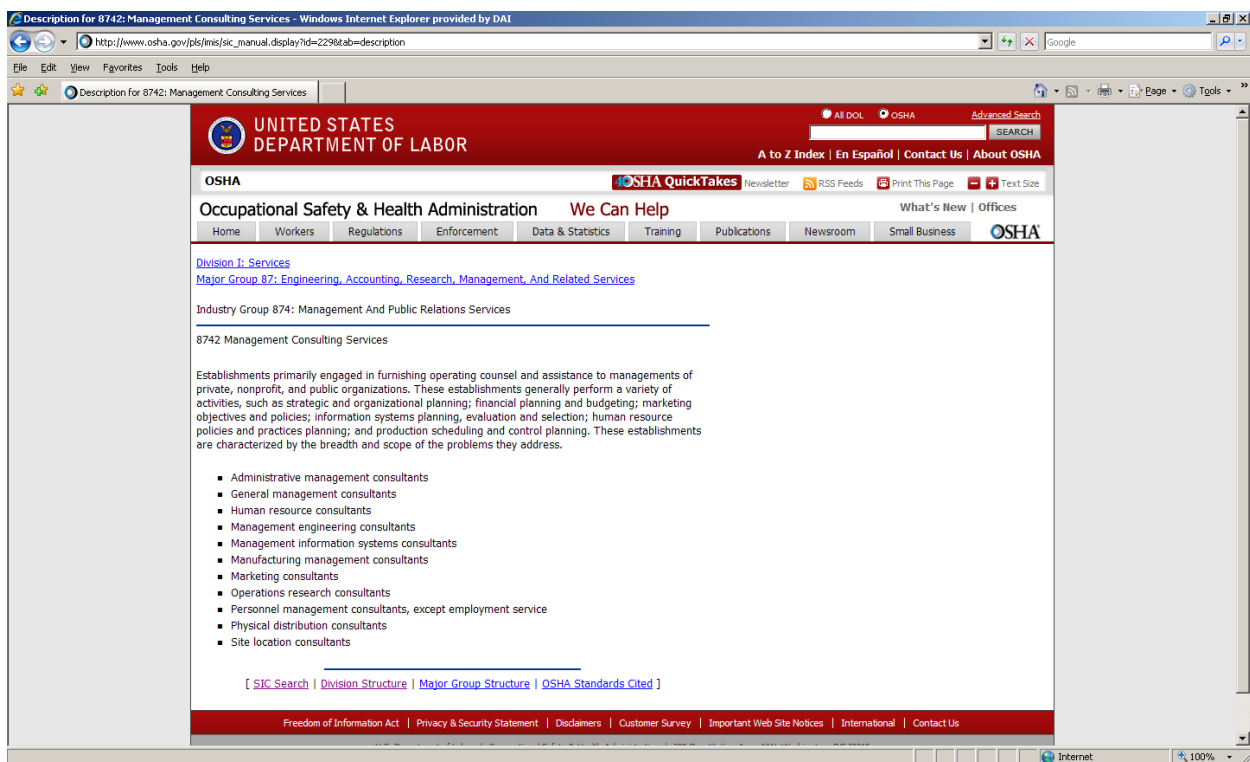 Description for 8742: Management Consulting Services - Windows Internet Explorer provided by DAI
http://www.osha.gov/pls/imis/sic_manual.display?id=229&tab=description
Google
File Edit View Favorites Tools Help
Description for 8742: Management Consulting Services
Page Tools
UNITED STATES
DEPARTMENT OF LABOR
All DOL OSHA Advanced Search
SEARCH
A to Z Index | En Español | Contact Us | About OSHA
OSHA
OSHA QuickTakes Newsletter RSS Feeds Print This Page Text Size
Occupational Safety & Health Administration We Can Help
What's New | Offices
Home Workers Regulations Enforcement Data & Statistics Training Publications Newsroom Small Business OSHA
Division I: Services
Major Group 87: Engineering, Accounting, Research, Management, And Related Services
Industry Group 874: Management And Public Relations Services
8742 Management Consulting Services
Establishments primarily engaged in furnishing operating counsel and assistance to managements of
private, nonprofit, and public organizations. These establishments generally perform a variety of
activities, such as strategic and organizational planning; financial planning and budgeting; marketing
objectives and policies; information systems planning, evaluation and selection; human resource
policies and practices planning; and production scheduling and control planning. These establishments
are characterized by the breadth and scope of the problems they address.
Administrative management consultants
General management consultants
Human resource consultants
Management engineering consultants
Management information systems consultants
Manufacturing management consultants
Marketing consultants
Operations research consultants
Personnel management consultants, except employment service
Physical distribution consultants
Site location consultants
[ SIC Search | Division Structure | Major Group Structure | OSHA Standards Cited ]
Freedom of Information Act | Privacy & Security Statement | Disclaimers | Customer Survey | Important Web Site Notices | International | Contact Us
Internet 100%